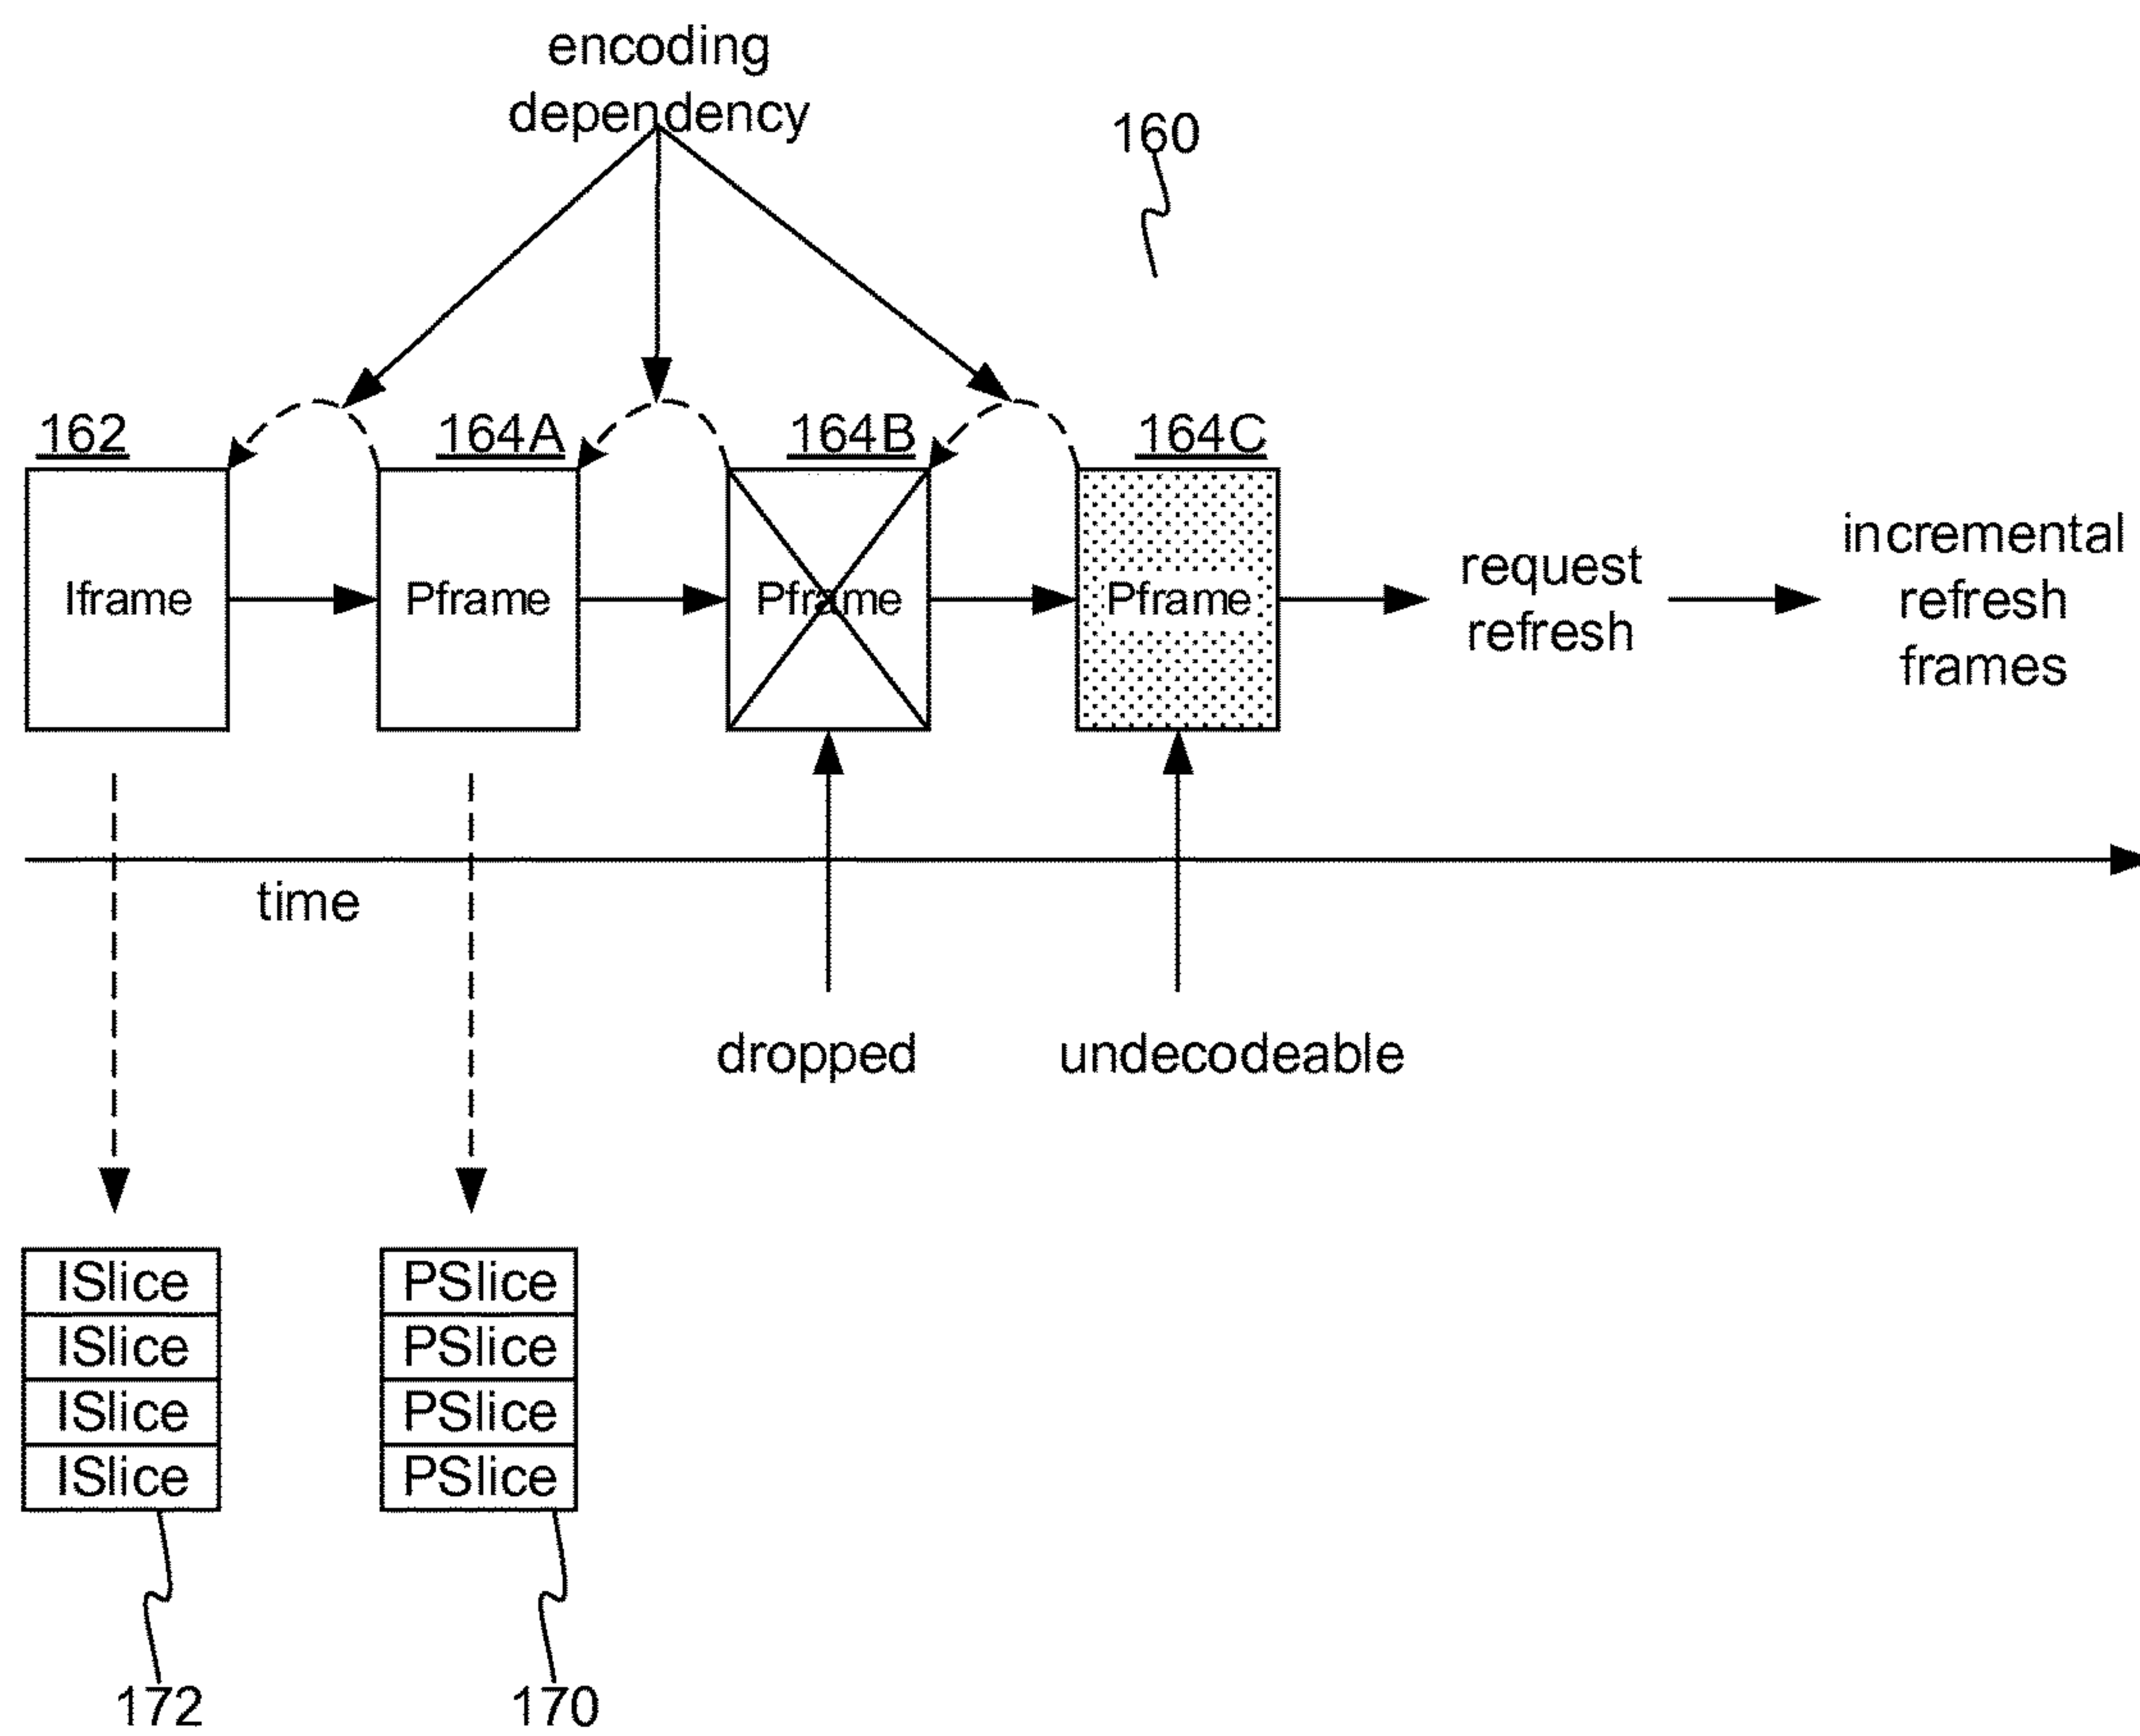 encoding
dependency
160
162
164A
164B
164C
Iframe
Pframe
Pframe
Pframe
request
refresh
incremental
refresh
frames
time
dropped
undecodeable
ISlice
ISlice
ISlice
ISlice
PSlice
PSlice
PSlice
PSlice
172
170